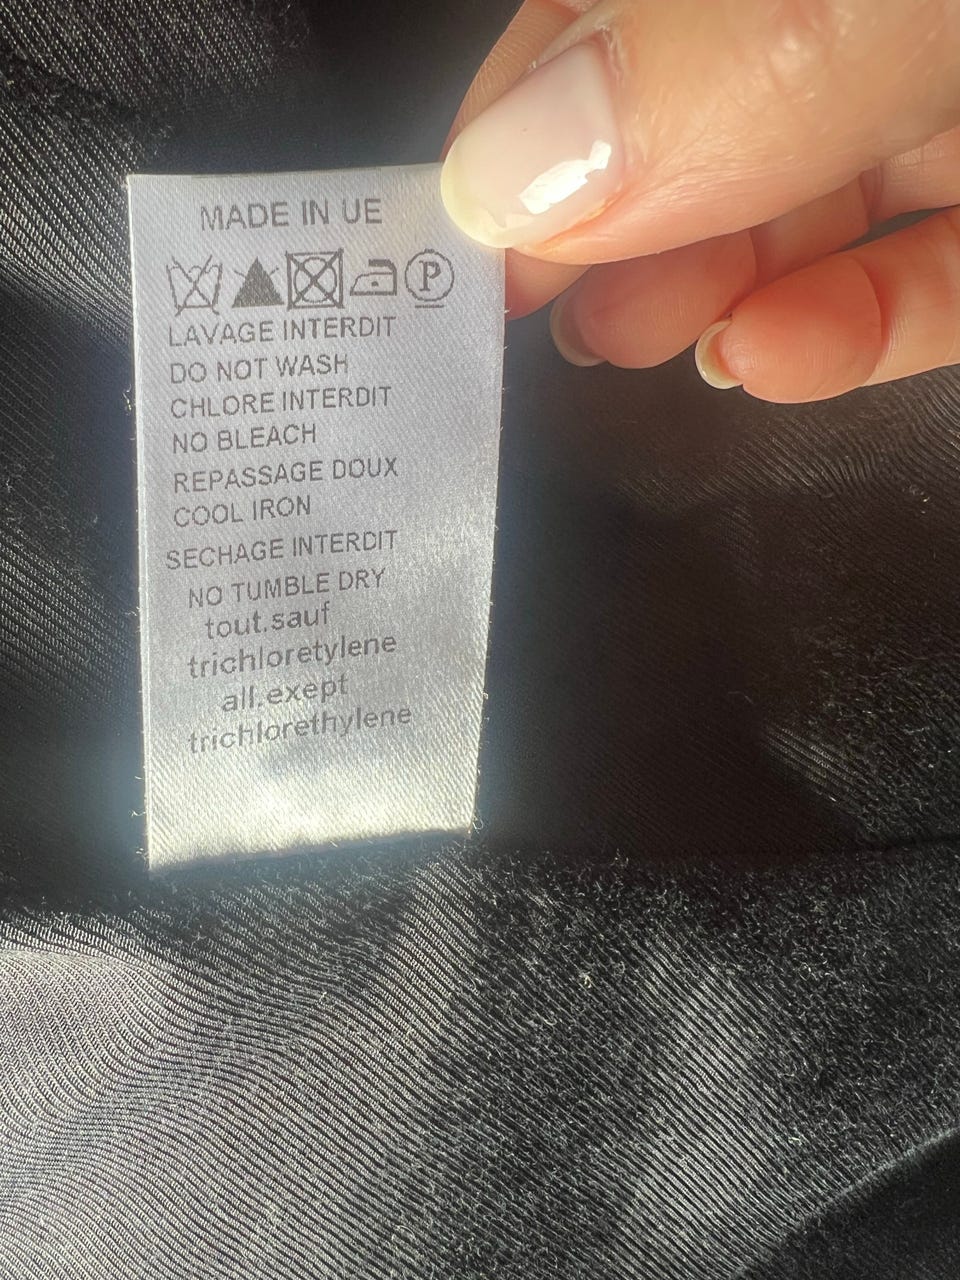 MADE IN UE
P
LAVAGE INTERDIT
DO NOT WASH
CHLORE INTERDIT
NO BLEACH
REPASSAGE DOUX
COOL IRON
SECHAGE INTERDIT
NO TUMBLE DRY
tout.sauf
trichloretylene
all.exept
trichlorethylene